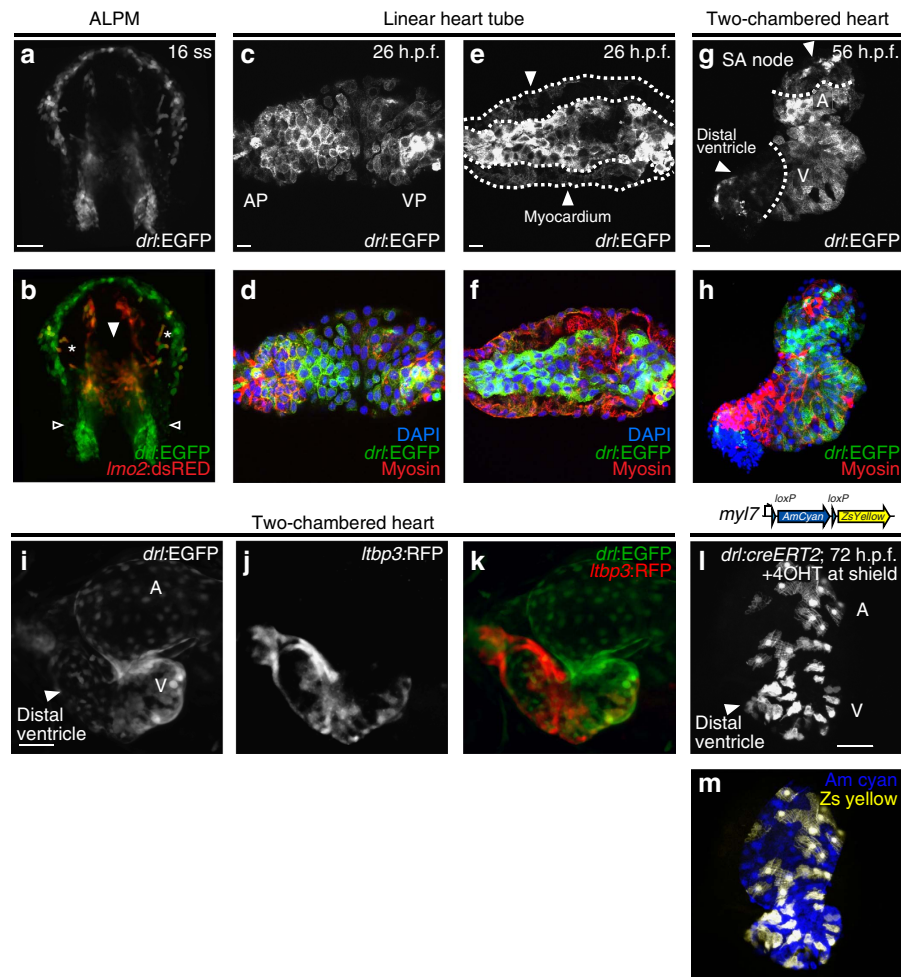 ALPM
Linear heart tube
Two-chambered heart
a
16 ss
drl:EGFP
c
26 h.p.f.
AP
VP
drl:EGFP
e
26 h.p.f.
Myocardium
drl:EGFP
g
56 h.p.f.
SA node
A
Distal
ventricle
V
drl:EGFP
b
*
*
drl:EGFP
lmo2:dsRED
d
DAPI
drl:EGFP
Myosin
f
DAPI
drl:EGFP
Myosin
h
drl:EGFP
Myosin
Two-chambered heart
loxP
loxP
myl7
AmCyan
ZsYellow
i
drl:EGFP
A
V
Distal
ventricle
j
ltbp3:RFP
k
drl:EGFP
ltbp3:RFP
l
drl:creERT2; 72 h.p.f.
+4OHT at shield
A
Distal
ventricle
V
m
Am cyan
Zs yellow